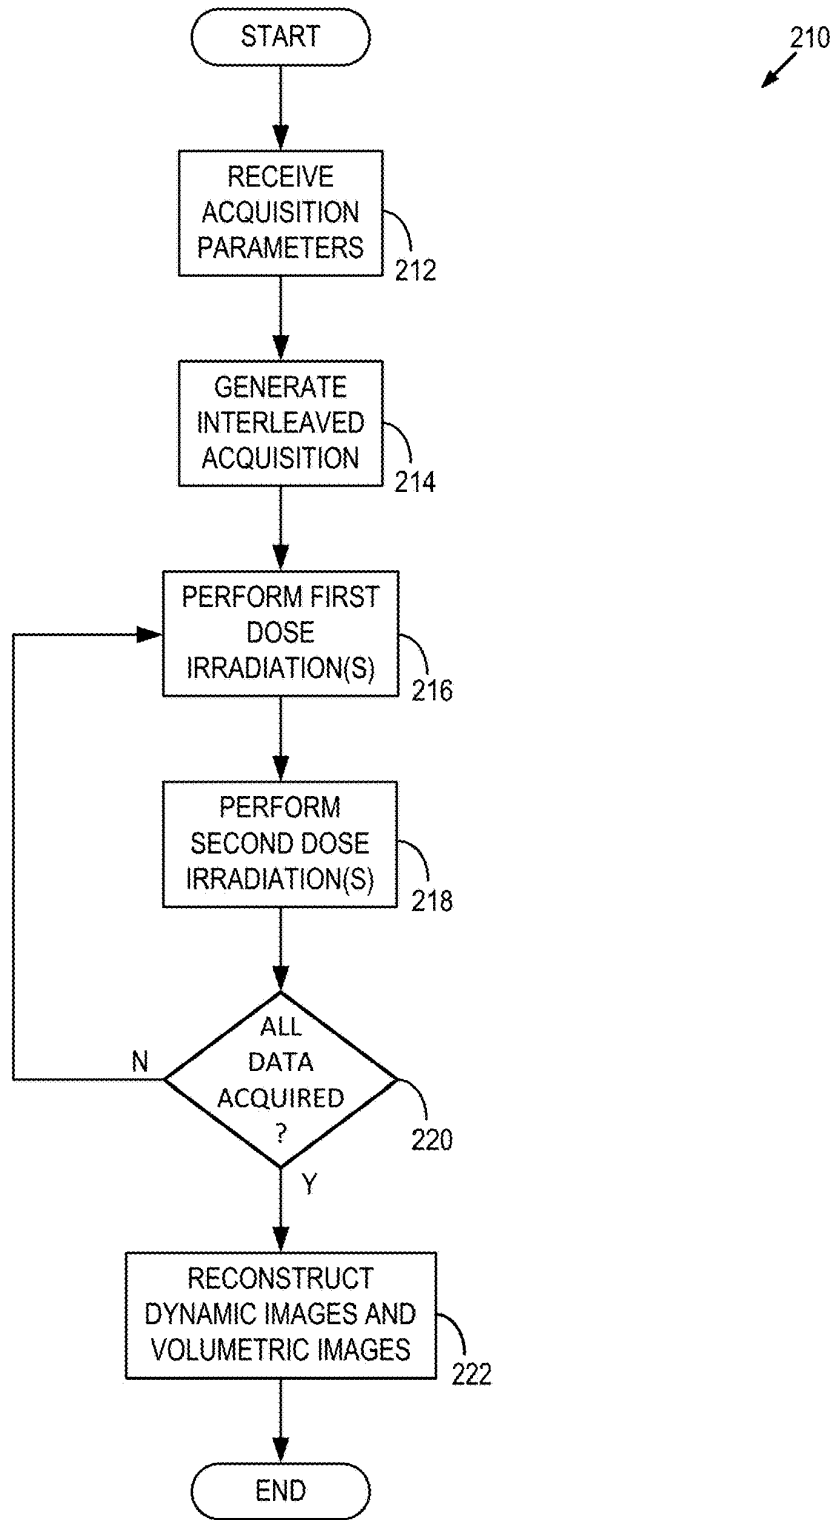 START
210
RECEIVE
ACQUISITION
PARAMETERS
212
GENERATE
INTERLEAVED
ACQUISITION
214
PERFORM FIRST
DOSE
IRRADIATION(S)
216
PERFORM
SECOND DOSE
IRRADIATION(S)
218
ALL
DATA
ACQUIRED
?
N
220
Y
RECONSTRUCT
DYNAMIC IMAGES AND
VOLUMETRIC IMAGES
222
END